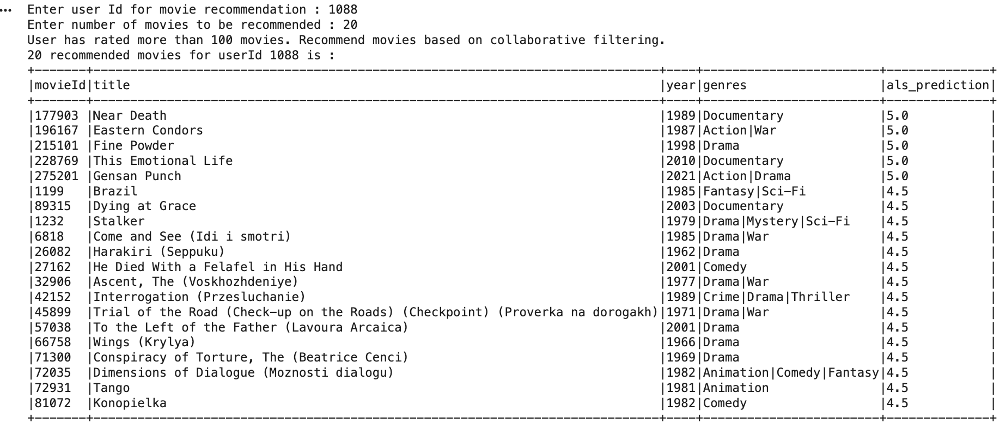 Enter user Id for movie recommendation : 1088
Enter number of movies to be recommended : 20
User has rated more than 100 movies. Recommend movies based on collaborative filtering.
20 recommended movies for userId 1088 is :
+-------+-----------------------------------------------------------------------------+----+------------------------+--------------+
|movieId|title                                                                        |year|genres                  |als_prediction|
+-------+-----------------------------------------------------------------------------+----+------------------------+--------------+
|177903 |Near Death                                                                   |1989|Documentary             |5.0           |
|196167 |Eastern Condors                                                              |1987|Action|War              |5.0           |
|215101 |Fine Powder                                                                  |1998|Drama                   |5.0           |
|228769 |This Emotional Life                                                          |2010|Documentary             |5.0           |
|275201 |Gensan Punch                                                                 |2021|Action|Drama            |5.0           |
|1199   |Brazil                                                                       |1985|Fantasy|Sci-Fi          |4.5           |
|89315  |Dying at Grace                                                               |2003|Documentary             |4.5           |
|1232   |Stalker                                                                      |1979|Drama|Mystery|Sci-Fi    |4.5           |
|6818   |Come and See (Idi i smotri)                                                  |1985|Drama|War               |4.5           |
|26082  |Harakiri (Seppuku)                                                           |1962|Drama                   |4.5           |
|27162  |He Died With a Felafel in His Hand                                           |2001|Comedy                  |4.5           |
|32906  |Ascent, The (Voskhozhdeniye)                                                 |1977|Drama|War               |4.5           |
|42152  |Interrogation (Przesluchanie)                                                |1989|Crime|Drama|Thriller    |4.5           |
|45899  |Trial of the Road (Check-up on the Roads) (Checkpoint) (Proverka na dorogakh)|1971|Drama|War               |4.5           |
|57038  |To the Left of the Father (Lavoura Arcaica)                                  |2001|Drama                   |4.5           |
|66758  |Wings (Krylya)                                                               |1966|Drama                   |4.5           |
|71300  |Conspiracy of Torture, The (Beatrice Cenci)                                  |1969|Drama                   |4.5           |
|72035  |Dimensions of Dialogue (Moznosti dialogu)                                    |1982|Animation|Comedy|Fantasy|4.5           |
|72931  |Tango                                                                        |1981|Animation               |4.5           |
|81072  |Konopielka                                                                   |1982|Comedy                  |4.5           |
+-------+-----------------------------------------------------------------------------+----+------------------------+--------------+